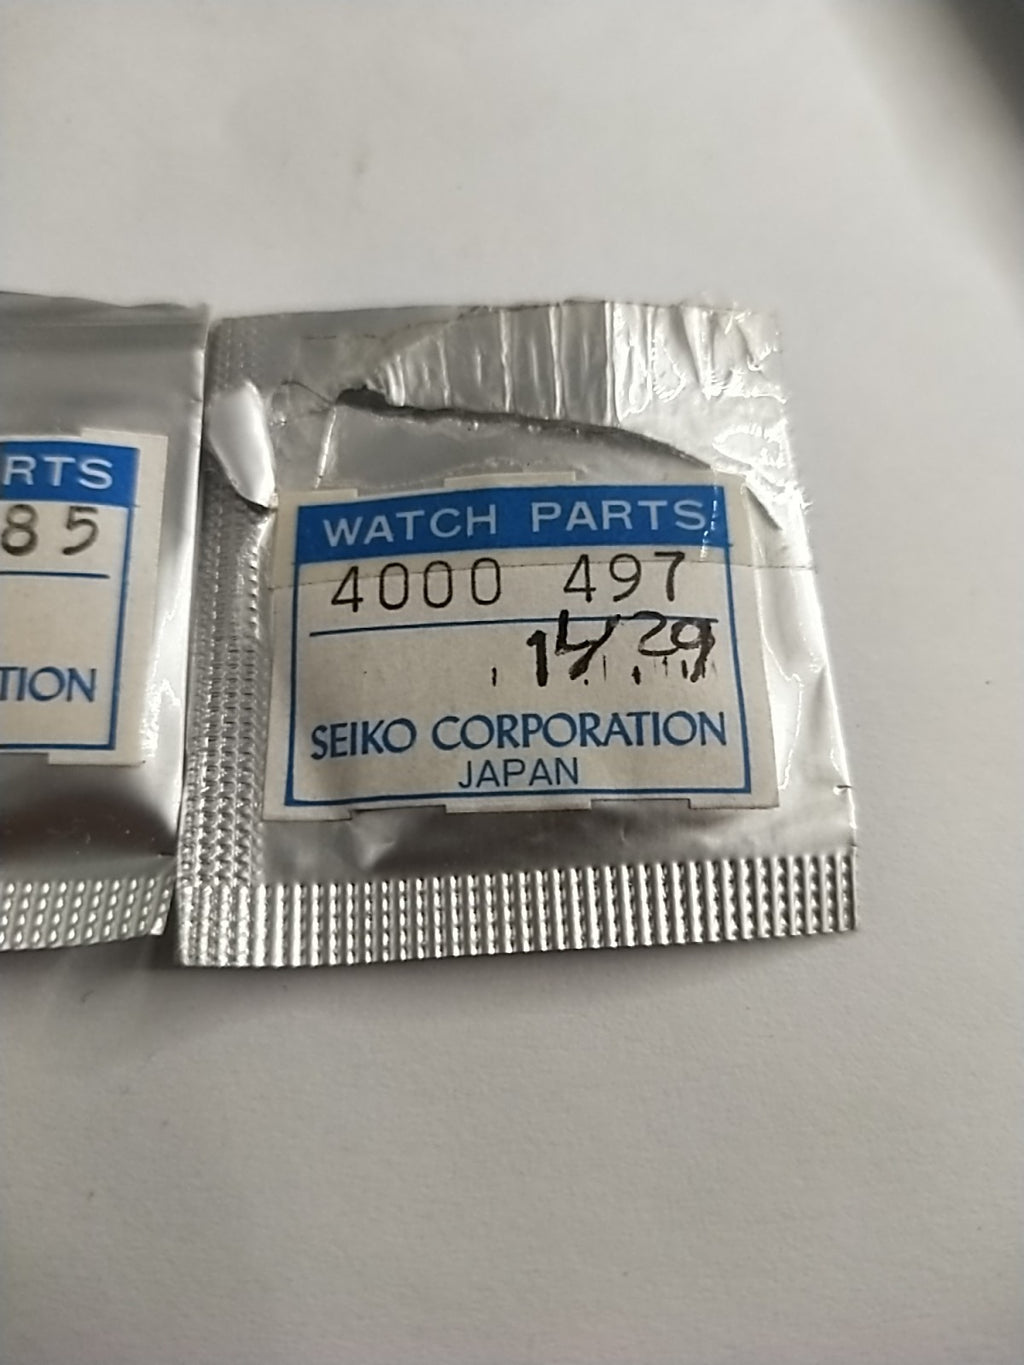 RTS
85
TION
WATCH PARTS
4000 497
SEIKO CORPORATION
JAPAN